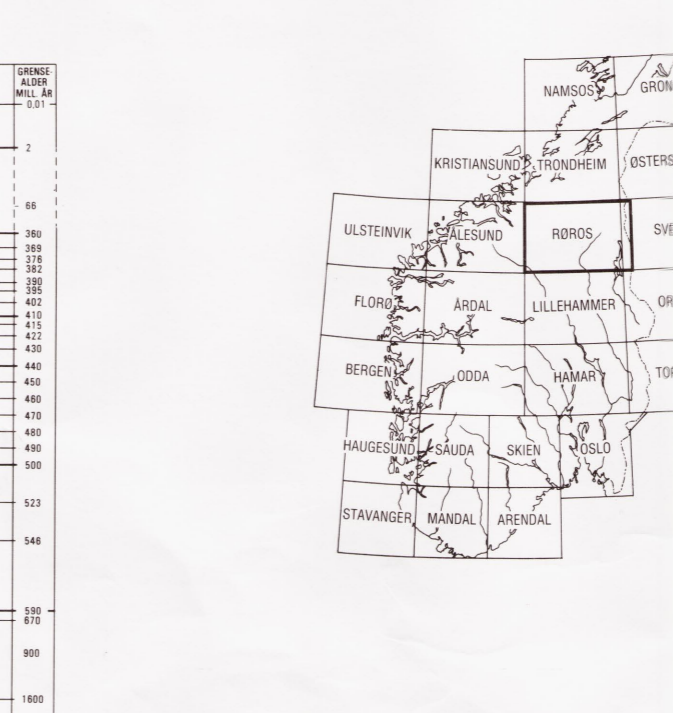 GRENSE-
ALDER
MILL. ÅR
0,01
2
66
360
369
376
382
390
395
402
410
415
422
430
440
450
460
470
480
490
500
523
546
590
670
900
1600
NAMSOS
KRISTIANSUND TRONDHEIM
ULSTEINVIK ÅLESUND RØROS
FLORØ ÅRDAL LILLEHAMMER
BERGEN ODDA HAMAR
HAUGESUND SAUDA SKIEN OSLO
STAVANGER MANDAL ARENDAL